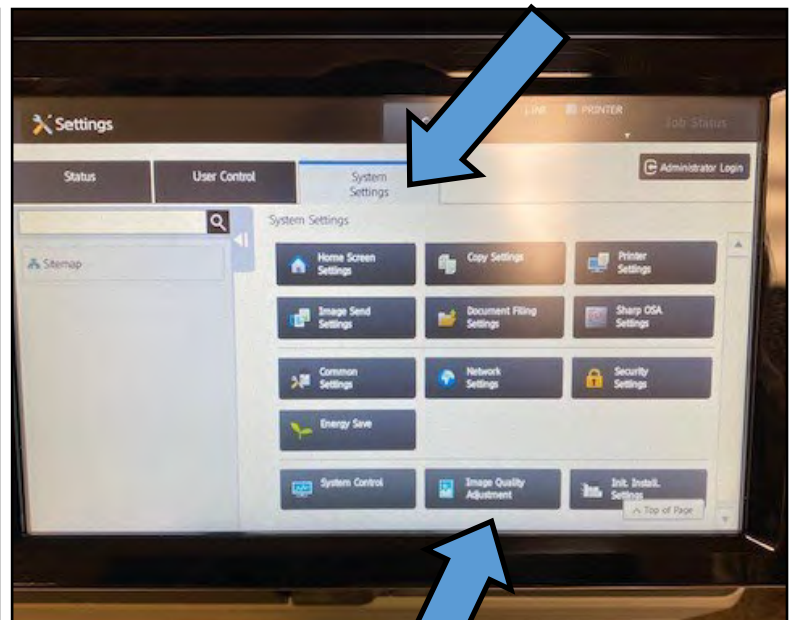 Settings
PRINTER
Job Status
Status
User Control
System
Settings
Administrator Login
System Settings
Sitemap
Home Screen
Settings
Copy Settings
Printer
Settings
Image Send
Settings
Document Filing
Settings
Sharp OSA
Settings
Common
Settings
Network
Settings
Security
Settings
Energy Save
System Control
Image Quality
Adjustment
Init. Install.
Settings
Top of Page